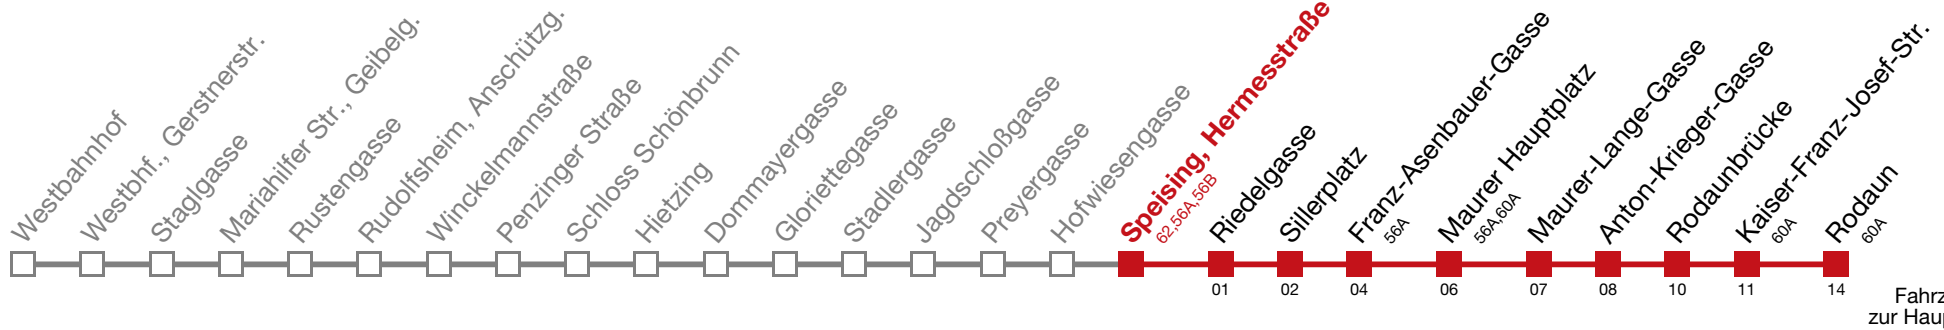 Westbahnhof
Westbhf., Gerstnerstr.
Staglgasse
Mariahilfer Str., Geibelg.
Rustengasse
Rudolfsheim, Anschützg.
Winckelmannstraße
Penzinger Straße
Schloss Schönbrunn
Hietzing
Dommayergasse
Gloriettegasse
Stadlergasse
Jagdschloßgasse
Preyergasse
Hofwiesengasse
Speising, Hermesstraße
62,56A,56B
Riedelgasse
Sillerplatz
Franz-Asenbauer-Gasse
56A
Maurer Hauptplatz
56A,60A
Maurer-Lange-Gasse
Anton-Krieger-Gasse
Rodaunbrücke
Kaiser-Franz-Josef-Str.
60A
Rodaun
60A
01 02 04 06 07 08 10 11 14
Fahrz
zur Haup